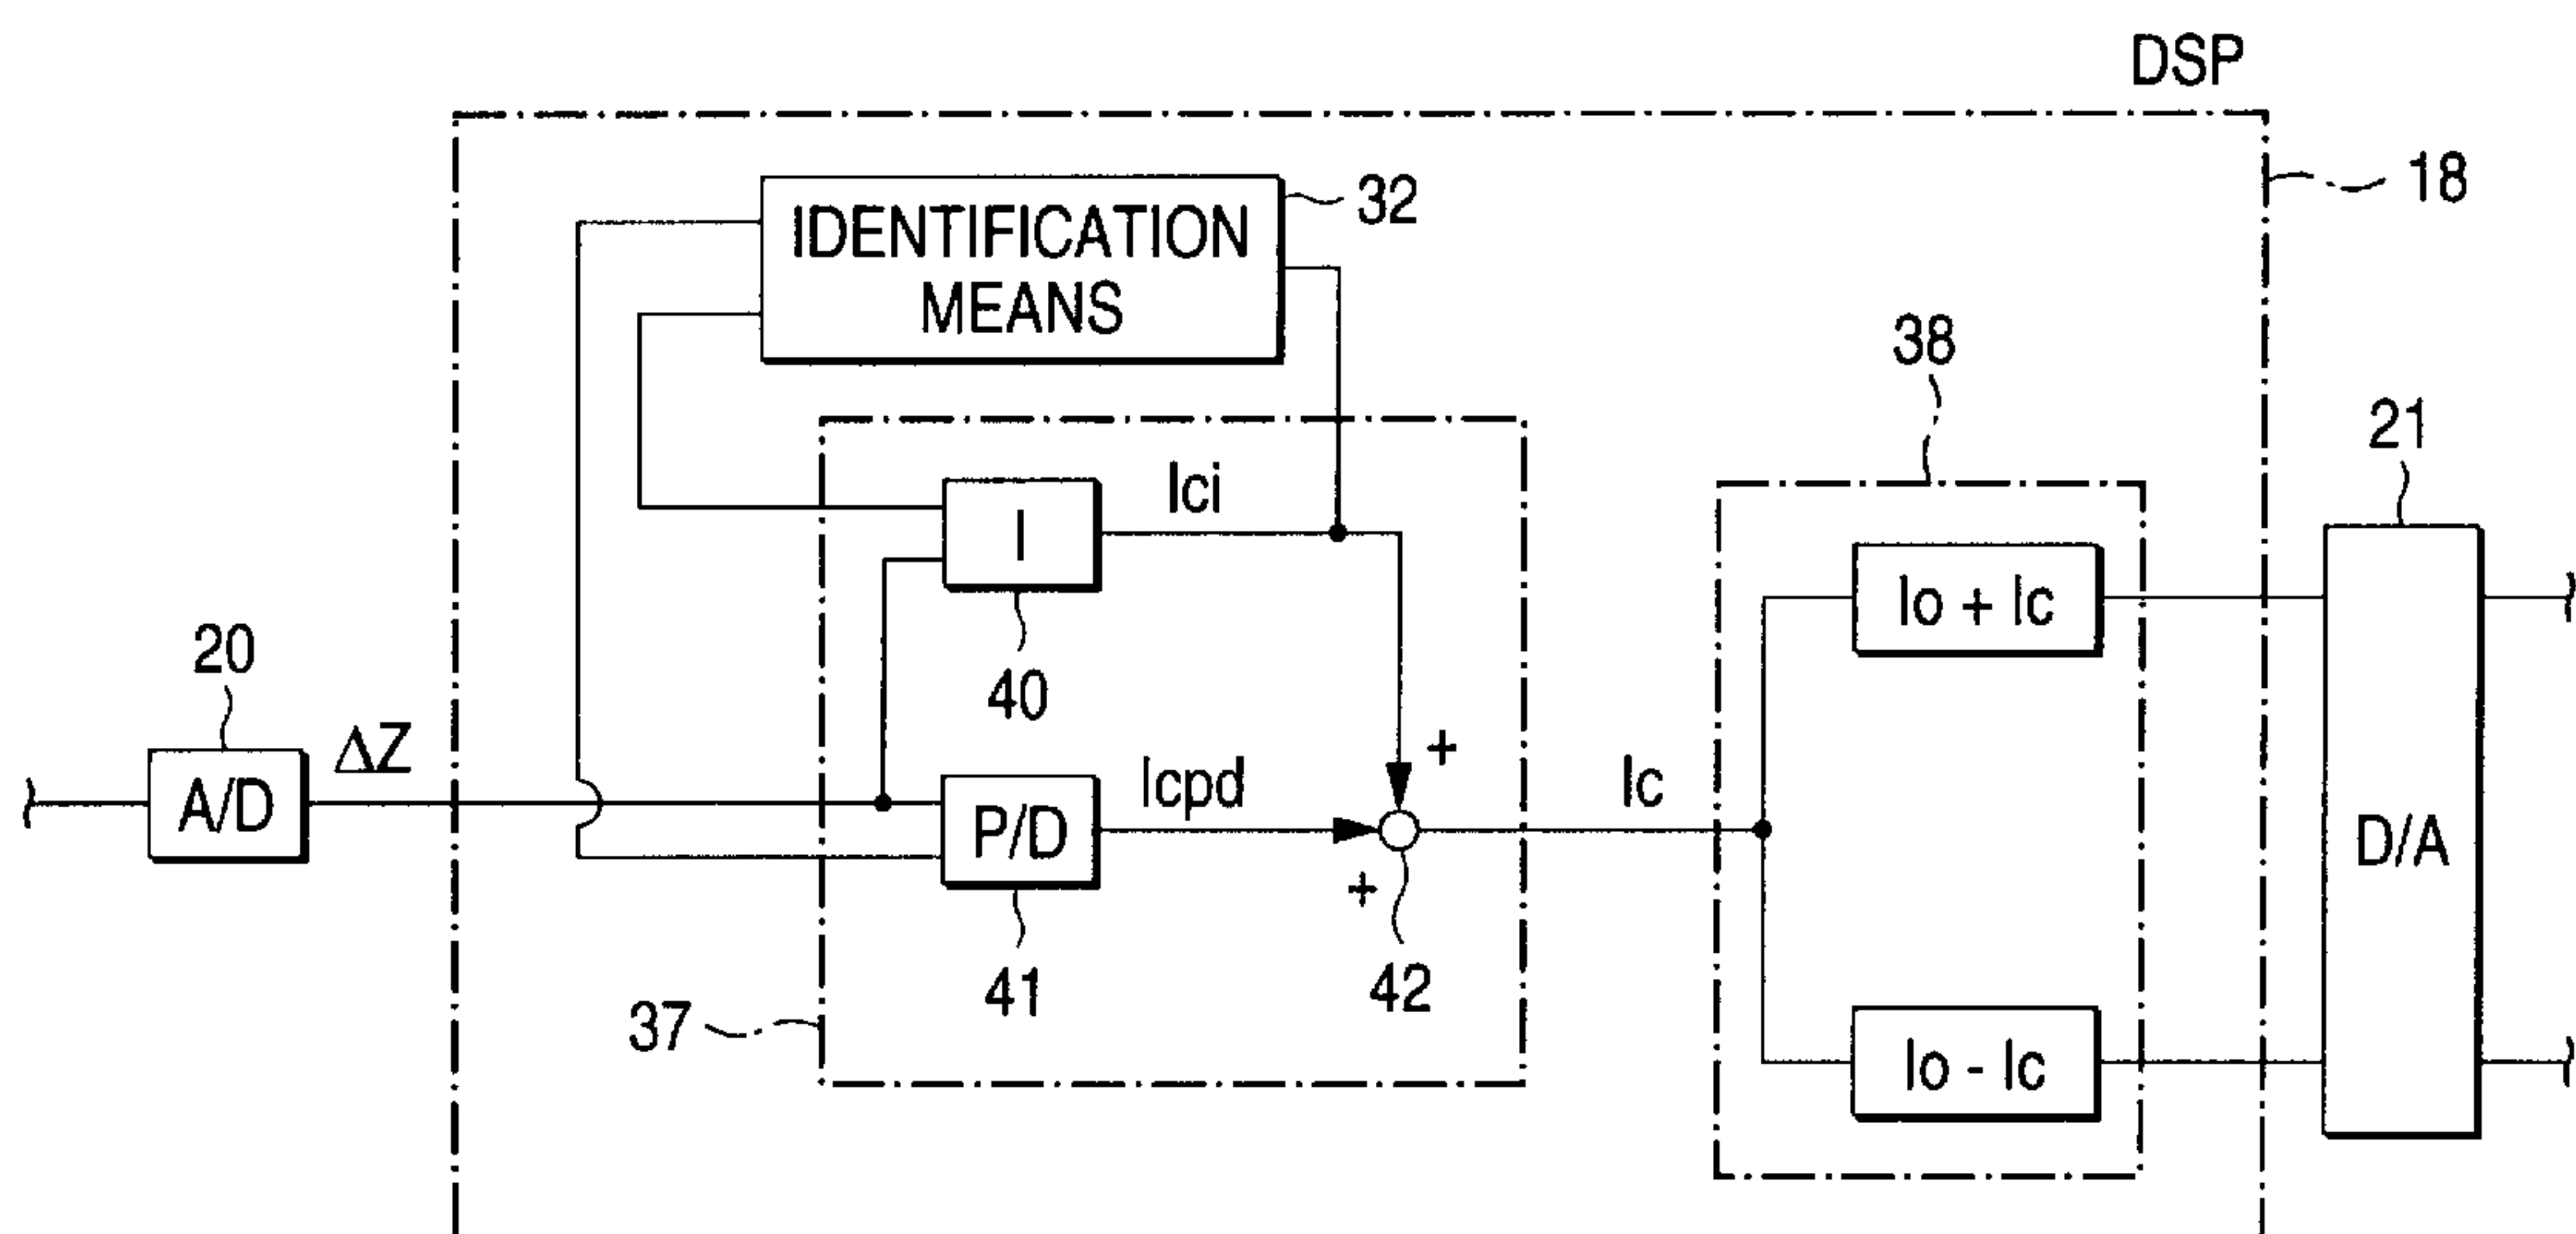 DSP
18
32
IDENTIFICATION
MEANS
38
21
Ici
I
Io + Ic
20
40
ΔZ
+
Icpd
Ic
A/D
P/D
D/A
+
41
42
37
Io - Ic